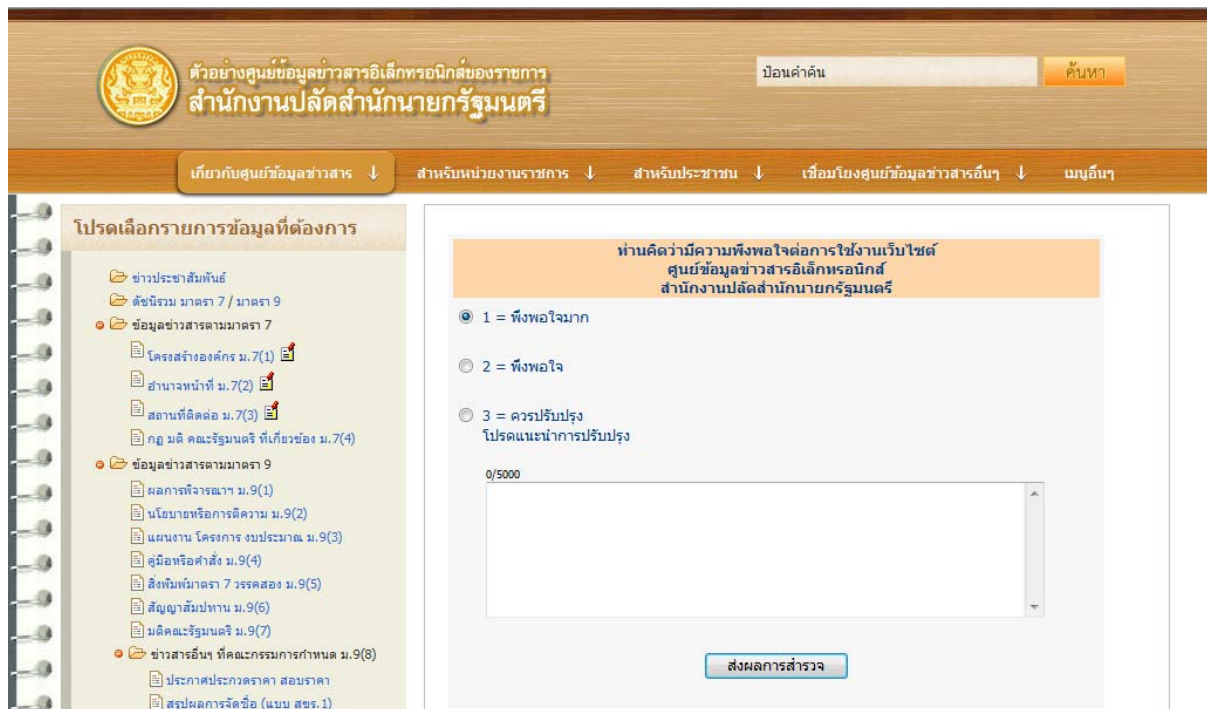 ตัวอย่างศูนย์ข้อมูลข่าวสารอิเล็กทรอนิกส์ของราชการ
สำนักงานปลัดสำนักนายกรัฐมนตรี
ป้อนคำค้น
ค้นหา
เกี่ยวกับศูนย์ข้อมูลข่าวสาร ↓ สำหรับหน่วยงานราชการ ↓ สำหรับประชาชน ↓ เชื่อมโยงศูนย์ข้อมูลข่าวสารอื่นๆ ↓ เมนูอื่นๆ
โปรดเลือกรายการข้อมูลที่ต้องการ
ข่าวประชาสัมพันธ์
ดัชนีรวม มาตรา 7 / มาตรา 9
ข้อมูลข่าวสารตามมาตรา 7
โครงสร้างองค์กร ม.7(1)
อำนาจหน้าที่ ม.7(2)
สถานที่ติดต่อ ม.7(3)
กฎ มติ คณะรัฐมนตรี ที่เกี่ยวข้อง ม.7(4)
ข้อมูลข่าวสารตามมาตรา 9
ผลการพิจารณาฯ ม.9(1)
นโยบายหรือการตีความ ม.9(2)
แผนงาน โครงการ งบประมาณ ม.9(3)
คู่มือหรือคำสั่ง ม.9(4)
สิ่งพิมพ์มาตรา 7 วรรคสอง ม.9(5)
สัญญาสัมปทาน ม.9(6)
มติคณะรัฐมนตรี ม.9(7)
ข่าวสารอื่นๆ ที่คณะกรรมการกำหนด ม.9(8)
ประกาศประกวดราคา สอบราคา
สรุปผลการจัดซื้อ (แบบ สขร.1)
ท่านคิดว่ามีความพึงพอใจต่อการใช้งานเว็บไซต์
ศูนย์ข้อมูลข่าวสารอิเล็กทรอนิกส์
สำนักงานปลัดสำนักนายกรัฐมนตรี
1 = พึงพอใจมาก
2 = พึงพอใจ
3 = ควรปรับปรุง
โปรดแนะนำการปรับปรุง
0/5000
ส่งผลการสำรวจ